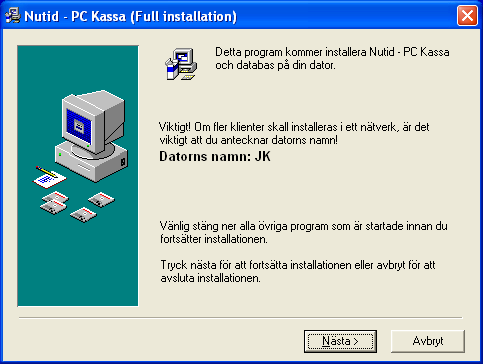 Nutid - PC Kassa (Full installation)
Detta program kommer installera Nutid - PC Kassa
och databas på din dator.
Viktigt! Om fler klienter skall installeras i ett nätverk, är det
viktigt att du antecknar datorns namn!
Datorns namn: JK
Vänlig stäng ner alla övriga program som är startade innan du
fortsätter installationen.
Tryck nästa för att fortsätta installationen eller avbryt för att
avsluta installationen.
Nästa >
Avbryt